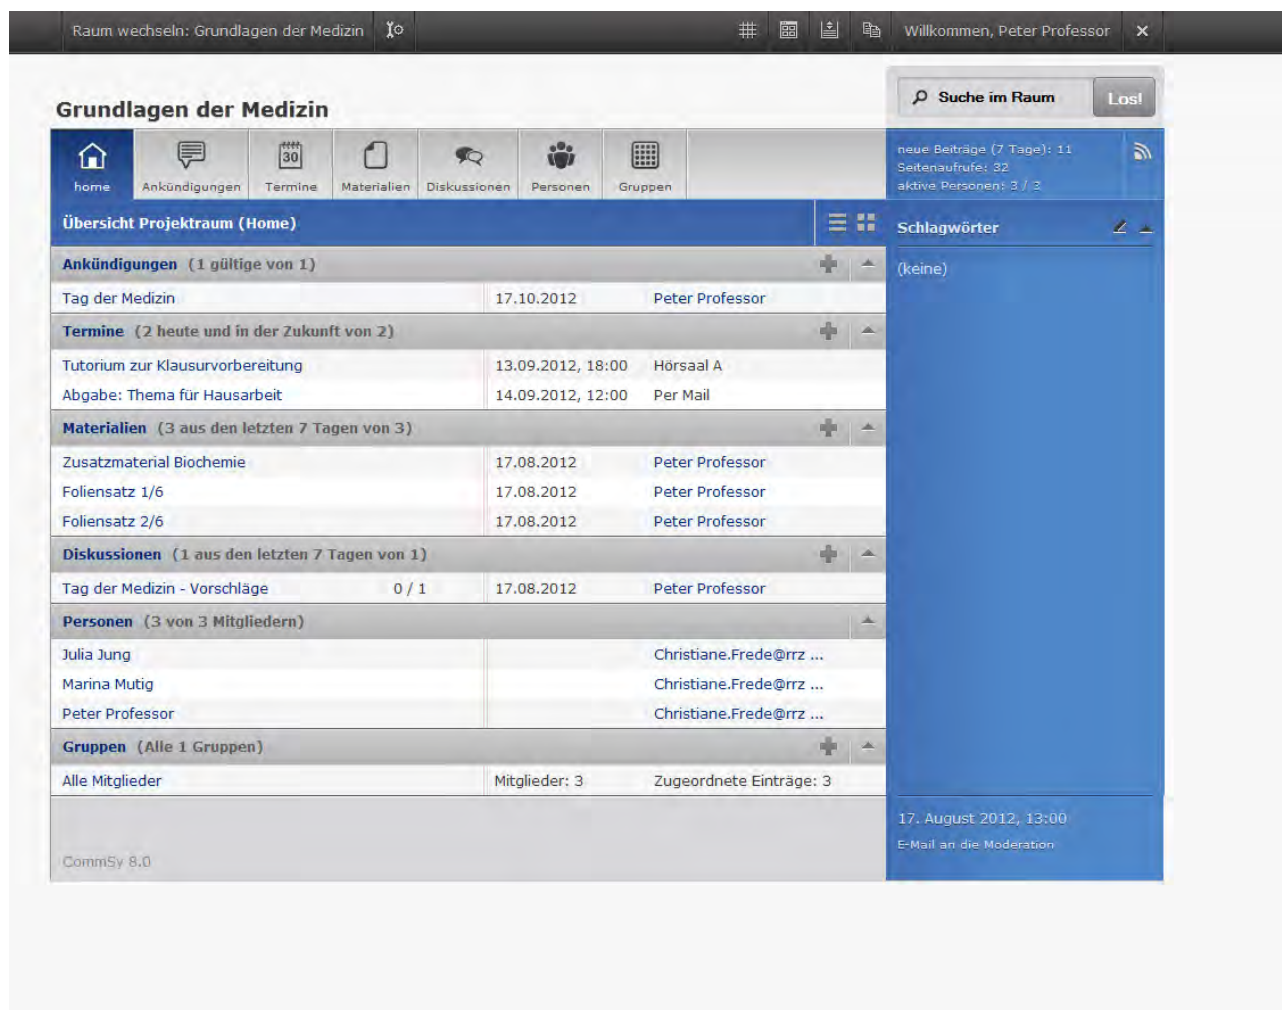 Raum wechseln: Grundlagen der Medizin
Willkommen, Peter Professor
Grundlagen der Medizin
Suche im Raum
Los!
home
Ankündigungen
30
Termine
Materialien
Diskussionen
Personen
Gruppen
neue Beiträge (7 Tage): 11
Seitenaufrufe: 32
aktive Personen: 3 / 3
Übersicht Projektraum (Home)
Schlagwörter
(keine)
Ankündigungen (1 gültige von 1)
Tag der Medizin 17.10.2012 Peter Professor
Termine (2 heute und in der Zukunft von 2)
Tutorium zur Klausurvorbereitung 13.09.2012, 18:00 Hörsaal A
Abgabe: Thema für Hausarbeit 14.09.2012, 12:00 Per Mail
Materialien (3 aus den letzten 7 Tagen von 3)
Zusatzmaterial Biochemie 17.08.2012 Peter Professor
Foliensatz 1/6 17.08.2012 Peter Professor
Foliensatz 2/6 17.08.2012 Peter Professor
Diskussionen (1 aus den letzten 7 Tagen von 1)
Tag der Medizin - Vorschläge 0 / 1 17.08.2012 Peter Professor
Personen (3 von 3 Mitgliedern)
Julia Jung Christiane.Frede@rrz ...
Marina Mutig Christiane.Frede@rrz ...
Peter Professor Christiane.Frede@rrz ...
Gruppen (Alle 1 Gruppen)
Alle Mitglieder Mitglieder: 3 Zugeordnete Einträge: 3
17. August 2012, 13:00
E-Mail an die Moderation
CommSy 8.0